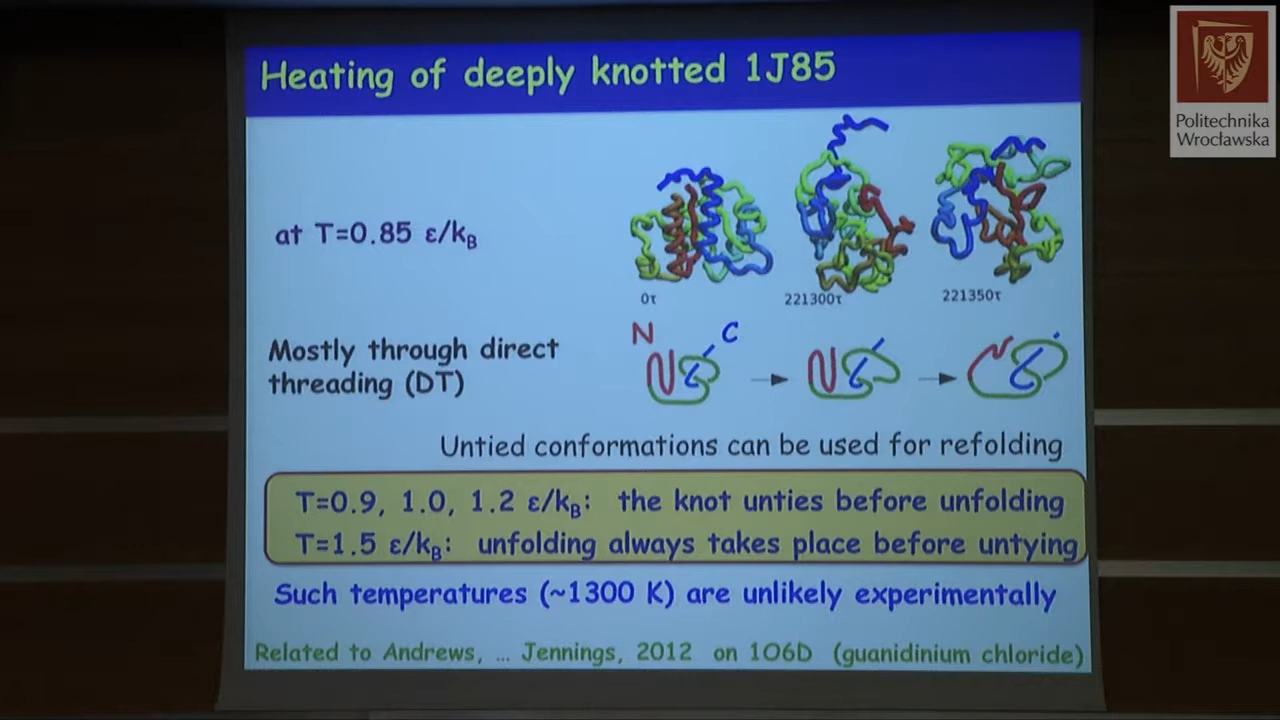 Heating of deeply knotted 1J85
Politechnika
Wrocławska
at T=0.85 ε/kB
0τ
221300τ
221350τ
N
C
Mostly through direct
threading (DT)
Untied conformations can be used for refolding
T=0.9, 1.0, 1.2 ε/kB: the knot unties before unfolding
T=1.5 ε/kB: unfolding always takes place before untying
Such temperatures (~1300 K) are unlikely experimentally
Related to Andrews, … Jennings, 2012 on 1O6D (guanidinium chloride)